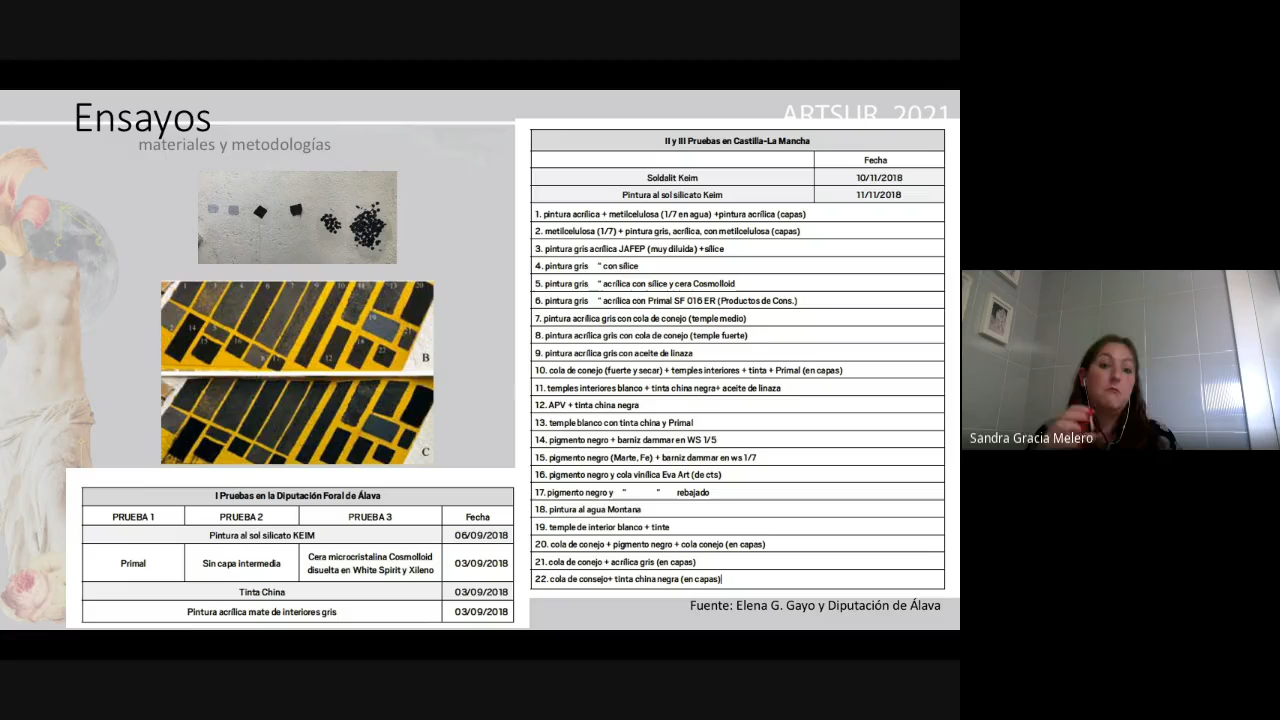 Ensayos
ARTSUR 2021
materiales y metodologías
B
C
I Pruebas en la Diputación Foral de Álava
PRUEBA 1 PRUEBA 2 PRUEBA 3 Fecha
Pintura al sol silicato KEIM 06/09/2018
Primal Sin capa intermedia Cera microcristalina Cosmolloid disuelta en White Spirit y Xileno 03/09/2018
Tinta China 03/09/2018
Pintura acrílica mate de interiores gris 03/09/2018
II y III Pruebas en Castilla-La Mancha
Fecha
Soldalit Keim 10/11/2018
Pintura al sol silicato Keim 11/11/2018
1. pintura acrílica + metilcelulosa (1/7 en agua) +pintura acrílica (capas)
2. metilcelulosa (1/7) + pintura gris, acrílica, con metilcelulosa (capas)
3. pintura gris acrílica JAFEP (muy diluida) +sílice
4. pintura gris " con sílice
5. pintura gris " acrílica con sílice y cera Cosmolloid
6. pintura gris " acrílica con Primal SF 016 ER (Productos de Cons.)
7. pintura acrílica gris con cola de conejo (temple medio)
8. pintura acrílica gris con cola de conejo (temple fuerte)
9. pintura acrílica gris con aceite de linaza
10. cola de conejo (fuerte y secar) + temples interiores + tinta + Primal (en capas)
11. temples interiores blanco + tinta china negra+ aceite de linaza
12. APV + tinta china negra
13. temple blanco con tinta china y Primal
14. pigmento negro + barniz dammar en WS 1/5
15. pigmento negro (Marte, Fe) + barniz dammar en ws 1/7
16. pigmento negro y cola vinílica Eva Art (de cts)
17. pigmento negro y " " rebajado
18. pintura al agua Montana
19. temple de interior blanco + tinte
20. cola de conejo + pigmento negro + cola conejo (en capas)
21. cola de conejo + acrílica gris (en capas)
22. cola de consejo+ tinta china negra (en capas)
Fuente: Elena G. Gayo y Diputación de Álava
Sandra Gracia Melero